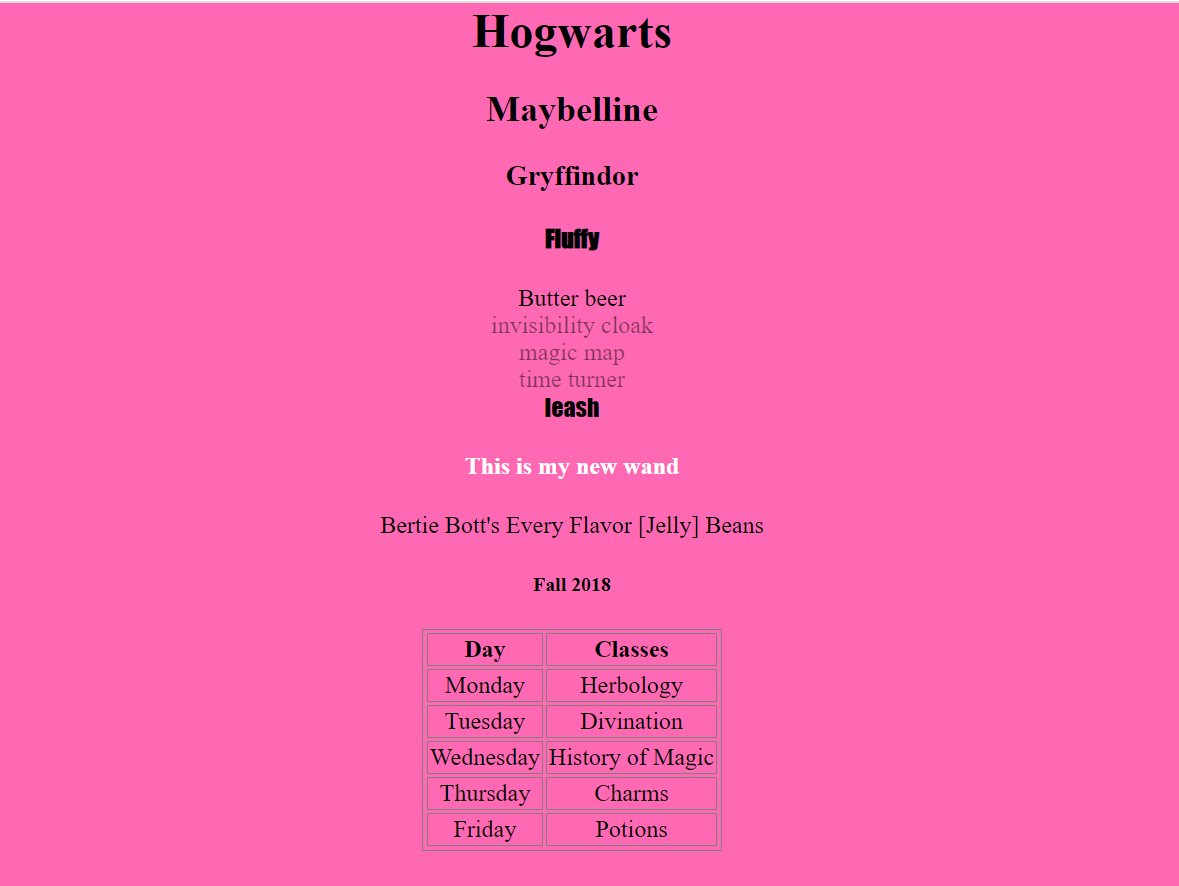 Hogwarts
Maybelline
Gryffindor
Fluffy
Butter beer
invisibility cloak
magic map
time turner
leash
This is my new wand
Bertie Bott's Every Flavor [Jelly] Beans
Fall 2018
Day Classes
Monday Herbology
Tuesday Divination
Wednesday History of Magic
Thursday Charms
Friday Potions